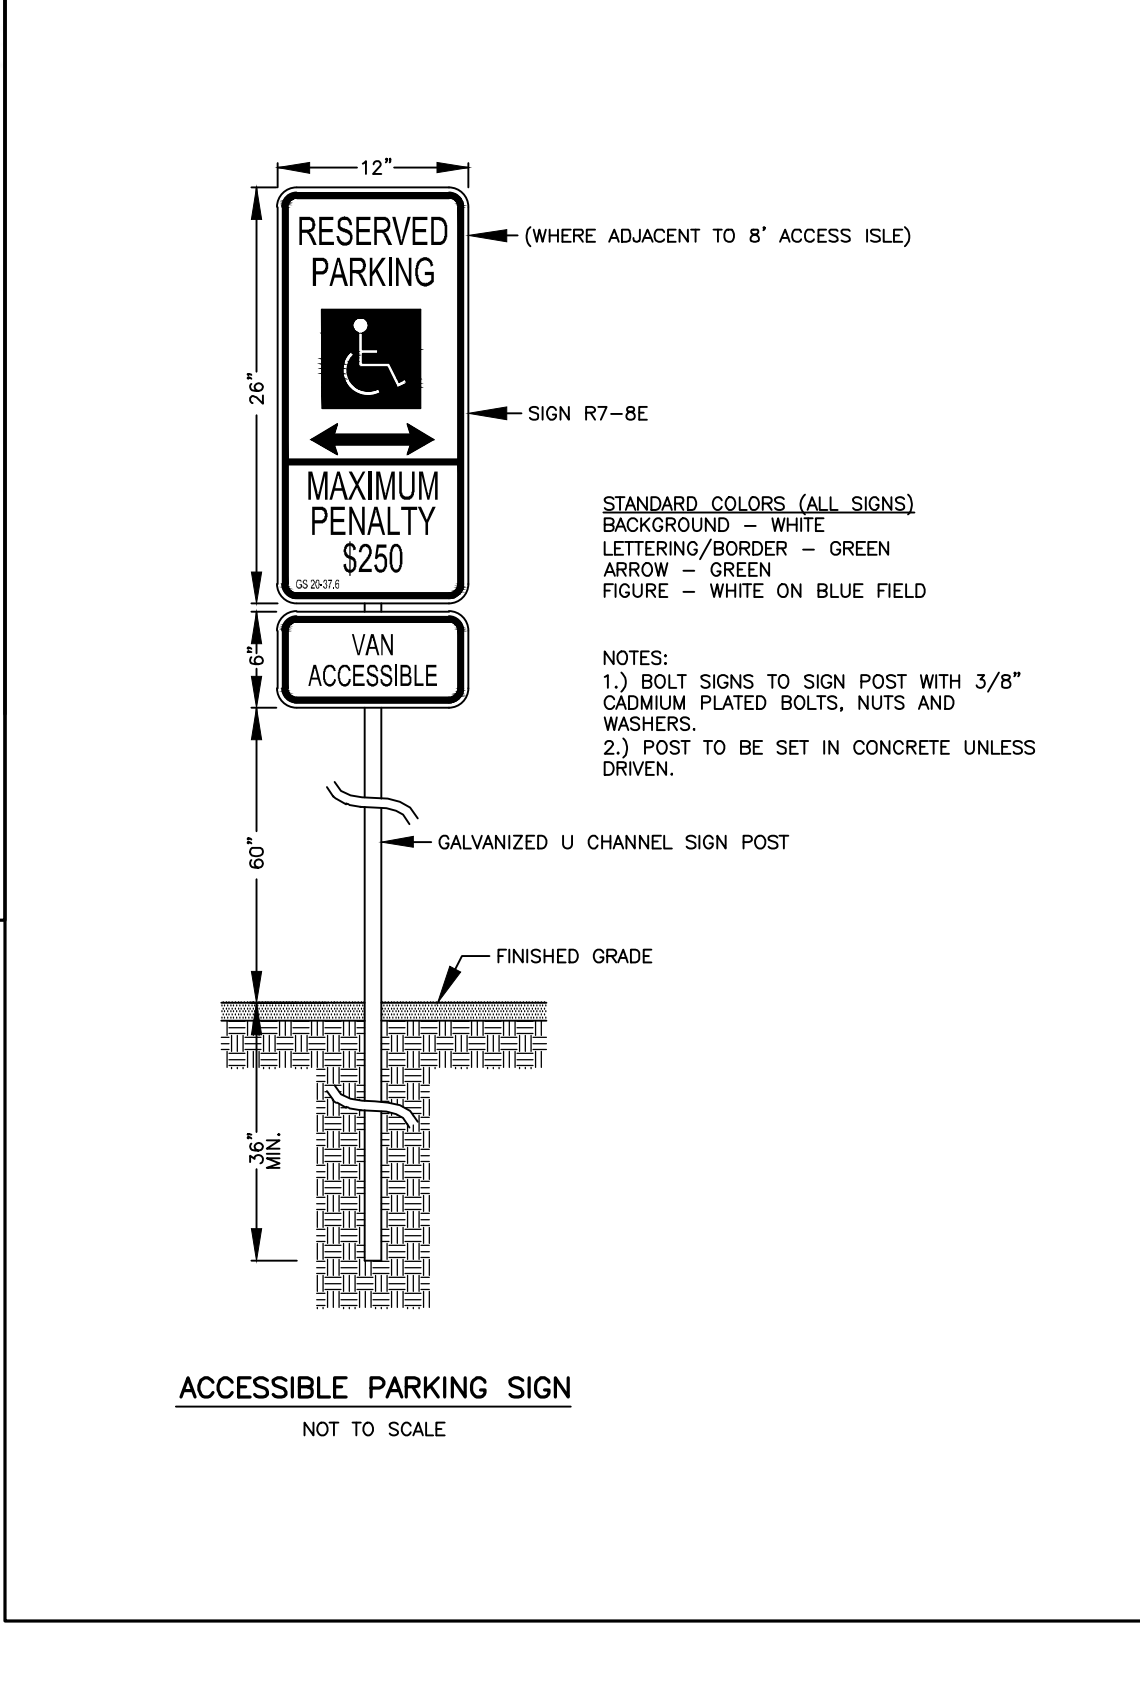 12"
RESERVED
PARKING
(WHERE ADJACENT TO 8' ACCESS ISLE)
26"
SIGN R7-8E
MAXIMUM
PENALTY
$250
GS 20-37.6
STANDARD COLORS (ALL SIGNS)
BACKGROUND – WHITE
LETTERING/BORDER – GREEN
ARROW – GREEN
FIGURE – WHITE ON BLUE FIELD
6"
VAN
ACCESSIBLE
NOTES:
1.) BOLT SIGNS TO SIGN POST WITH 3/8"
CADMIUM PLATED BOLTS, NUTS AND
WASHERS.
2.) POST TO BE SET IN CONCRETE UNLESS
DRIVEN.
60"
GALVANIZED U CHANNEL SIGN POST
FINISHED GRADE
36"
MIN.
ACCESSIBLE PARKING SIGN
NOT TO SCALE